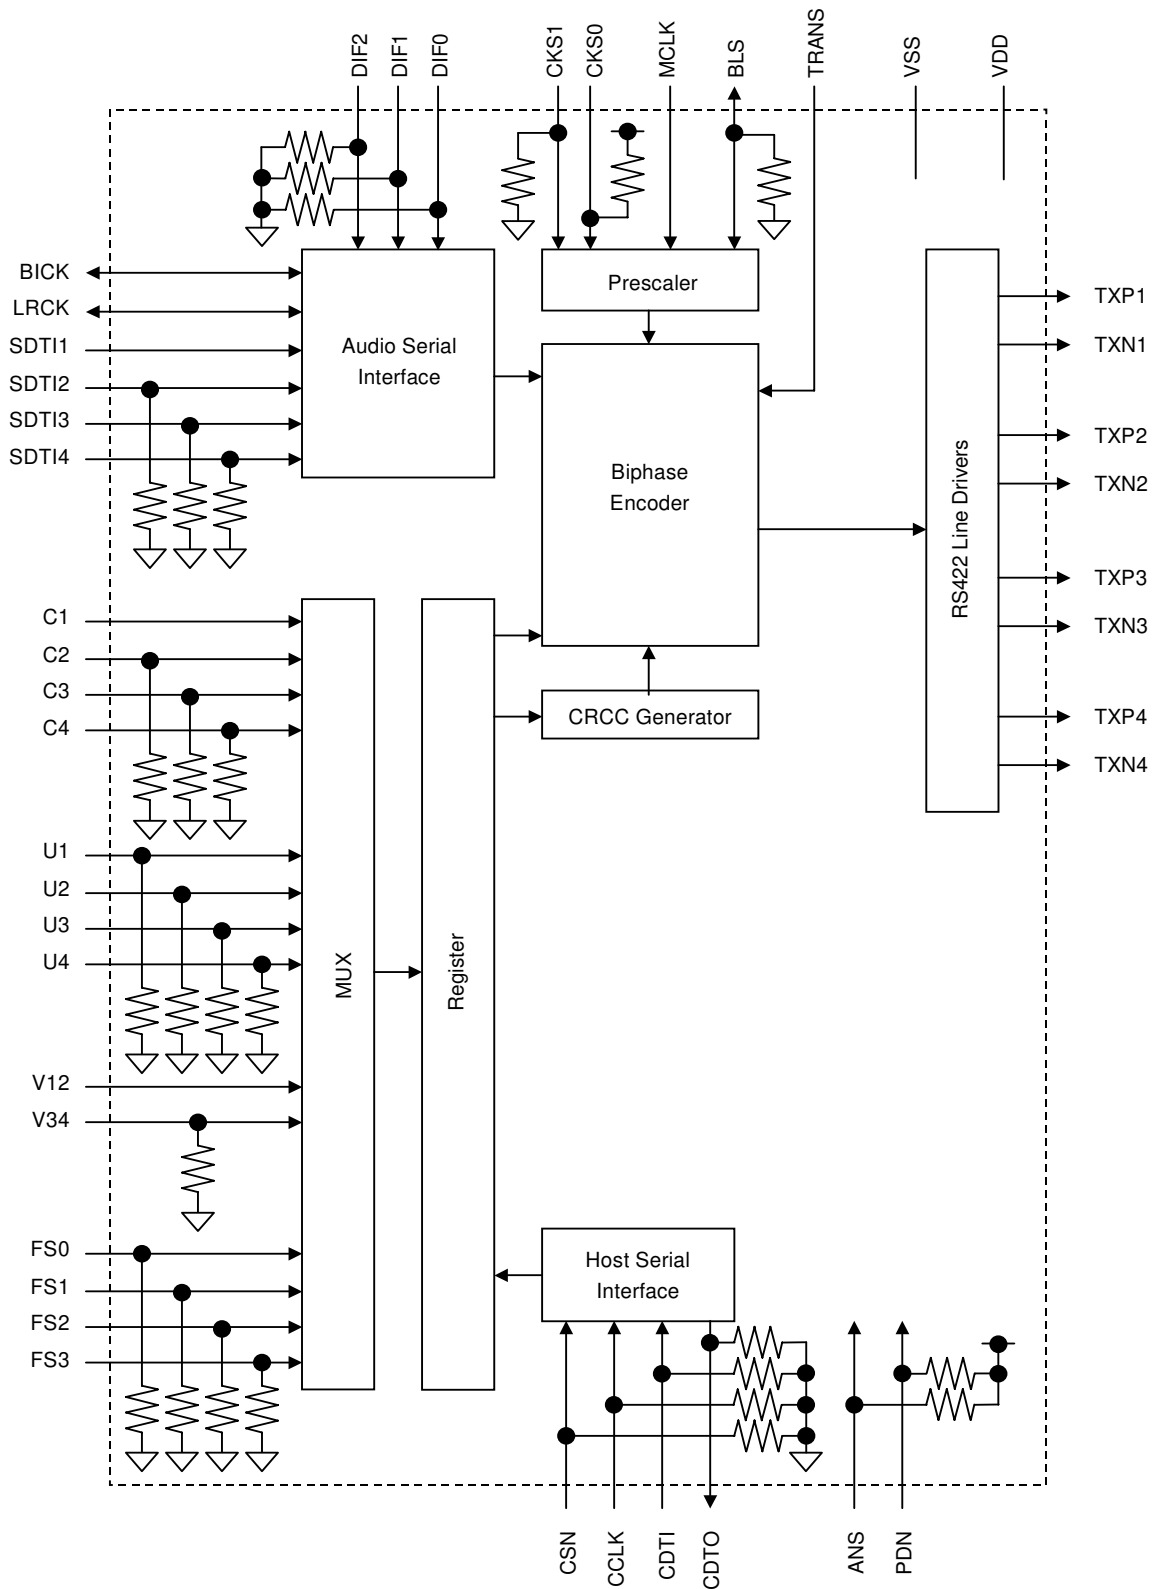 DIF2
DIF1
DIF0
CKS1
CKS0
MCLK
BLS
TRANS
VSS
VDD
BICK
LRCK
SDTI1
SDTI2
SDTI3
SDTI4
Audio Serial
Interface
Prescaler
Biphase
Encoder
RS422 Line Drivers
TXP1
TXN1
TXP2
TXN2
TXP3
TXN3
TXP4
TXN4
C1
C2
C3
C4
U1
U2
U3
U4
V12
V34
FS0
FS1
FS2
FS3
MUX
Register
CRCC Generator
Host Serial
Interface
CSN
CCLK
CDTI
CDTO
ANS
PDN